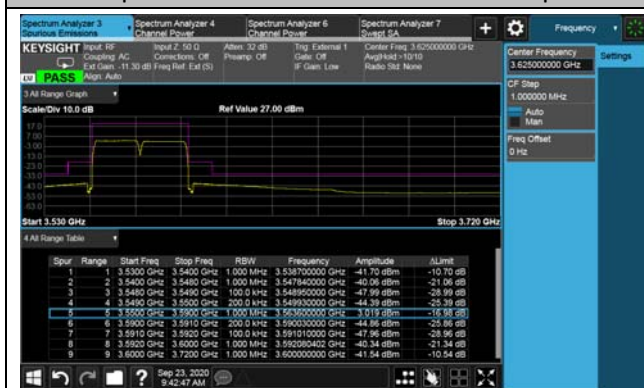 Spectrum Analyzer 3
Spurious Emissions
Spectrum Analyzer 4
Channel Power
Spectrum Analyzer 6
Channel Power
Spectrum Analyzer 7
Swept SA
Frequency
KEYSIGHT
Input: RF
Coupling: AC
Ext Gain: -11.30 dB
Align: Auto
Input Z: 50 Ω
Corrections: Off
Freq Ref: Ext (S)
Atten: 32 dB
Preamp: Off
Trig: External 1
Gate: Off
IF Gain: Low
Center Freq: 3.625000000 GHz
Avg|Hold:>10/10
Radio Std: None
PASS
Center Frequency
3.625000000 GHz
Settings
CF Step
1.000000 MHz
Auto
Man
Freq Offset
0 Hz
3 All Range Graph
Scale/Div 10.0 dB
Ref Value 27.00 dBm
17.0
7.00
-3.00
-13.0
-23.0
-33.0
-43.0
-53.0
-63.0
Start 3.530 GHz
Stop 3.720 GHz
4 All Range Table
Spur Range Start Freq Stop Freq RBW Frequency Amplitude ΔLimit
1 1 3.5300 GHz 3.5400 GHz 1.000 MHz 3.538700000 GHz -41.70 dBm -10.70 dB
2 2 3.5400 GHz 3.5480 GHz 1.000 MHz 3.547840000 GHz -40.06 dBm -21.06 dB
3 3 3.5480 GHz 3.5490 GHz 100.0 kHz 3.548950000 GHz -47.99 dBm -28.99 dB
4 4 3.5490 GHz 3.5500 GHz 200.0 kHz 3.549930000 GHz -44.39 dBm -25.39 dB
5 5 3.5500 GHz 3.5900 GHz 1.000 MHz 3.563600000 GHz 3.019 dBm -16.98 dB
6 6 3.5900 GHz 3.5910 GHz 200.0 kHz 3.590030000 GHz -44.86 dBm -25.86 dB
7 7 3.5910 GHz 3.5920 GHz 100.0 kHz 3.591010000 GHz -47.96 dBm -28.96 dB
8 8 3.5920 GHz 3.6000 GHz 1.000 MHz 3.592080402 GHz -40.34 dBm -21.34 dB
9 9 3.6000 GHz 3.7200 GHz 1.000 MHz 3.600000000 GHz -41.54 dBm -10.54 dB
Sep 23, 2020
9:42:47 AM